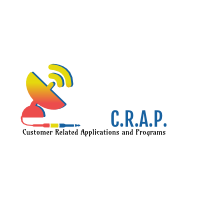 C.R.A.P.
Customer Related Applications and Programs